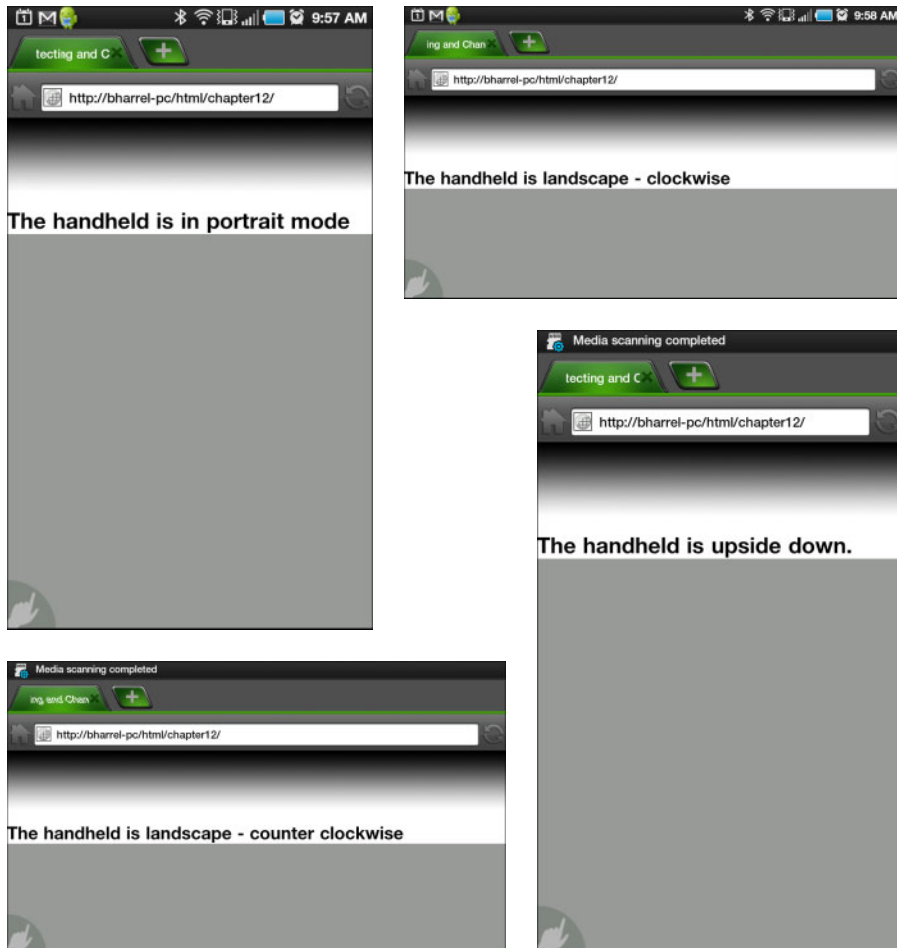 9:57 AM
tecting and C
http://bharrel-pc/html/chapter12/
The handheld is in portrait mode
9:58 AM
ing and Chan
http://bharrel-pc/html/chapter12/
The handheld is landscape - clockwise
Media scanning completed
tecting and C
http://bharrel-pc/html/chapter12/
The handheld is upside down.
Media scanning completed
ing and Chan
http://bharrel-pc/html/chapter12/
The handheld is landscape - counter clockwise